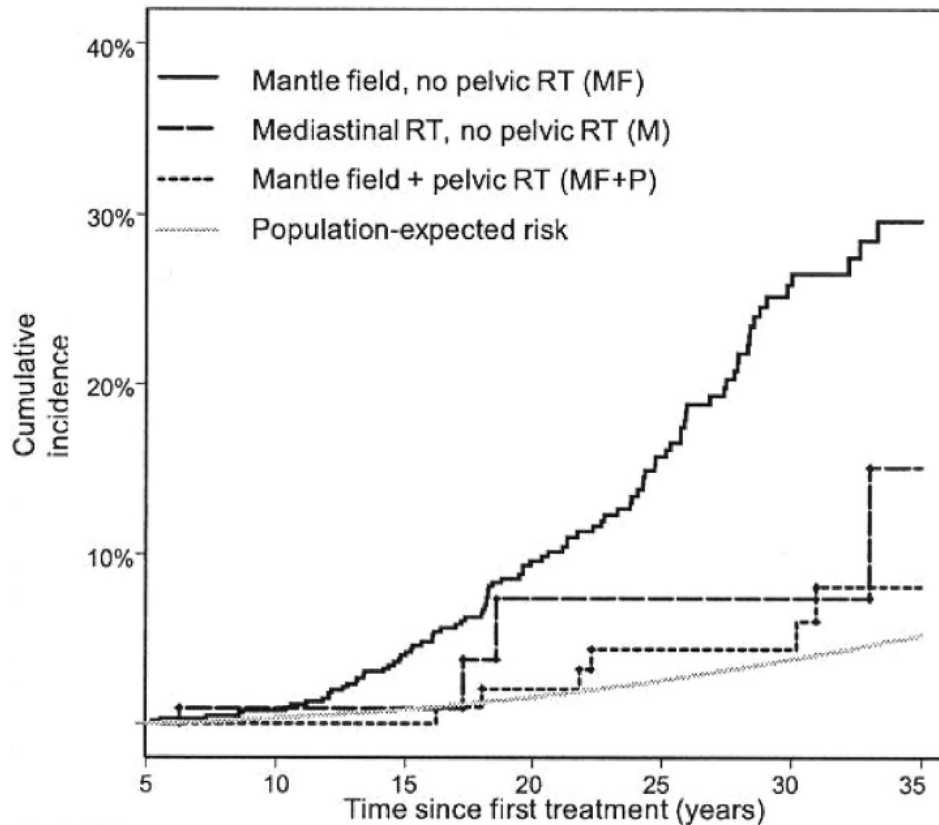 40%
Mantle field, no pelvic RT (MF)
Mediastinal RT, no pelvic RT (M)
Mantle field + pelvic RT (MF+P)
30%
Population-expected risk
Cumulative
incidence
20%
10%
5 10 15 20 25 30 35
Time since first treatment (years)